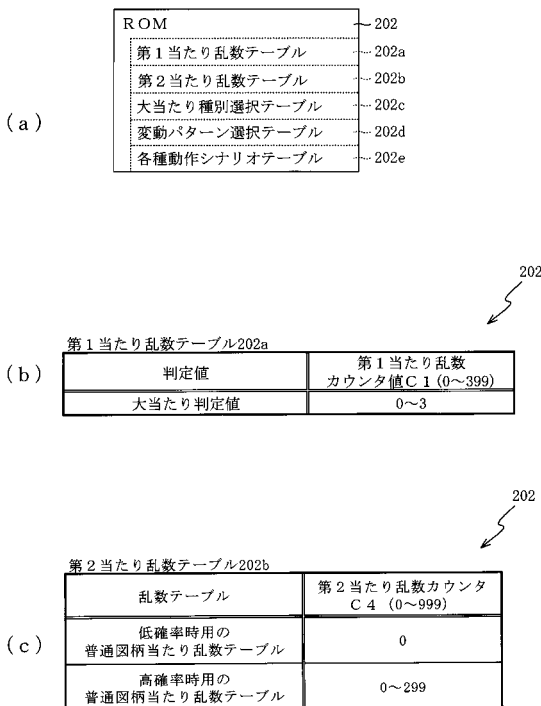 (a)
ROM
202
第1当たり乱数テーブル
202a
第2当たり乱数テーブル
202b
大当たり種別選択テーブル
202c
変動パターン選択テーブル
202d
各種動作シナリオテーブル
202e
202
(b)
第1当たり乱数テーブル202a
判定値
第1当たり乱数
カウンタ値C1(0~399)
大当たり判定値
0~3
202
(c)
第2当たり乱数テーブル202b
乱数テーブル
第2当たり乱数カウンタ
C4 (0~999)
低確率時用の
普通図柄当たり乱数テーブル
0
高確率時用の
普通図柄当たり乱数テーブル
0~299